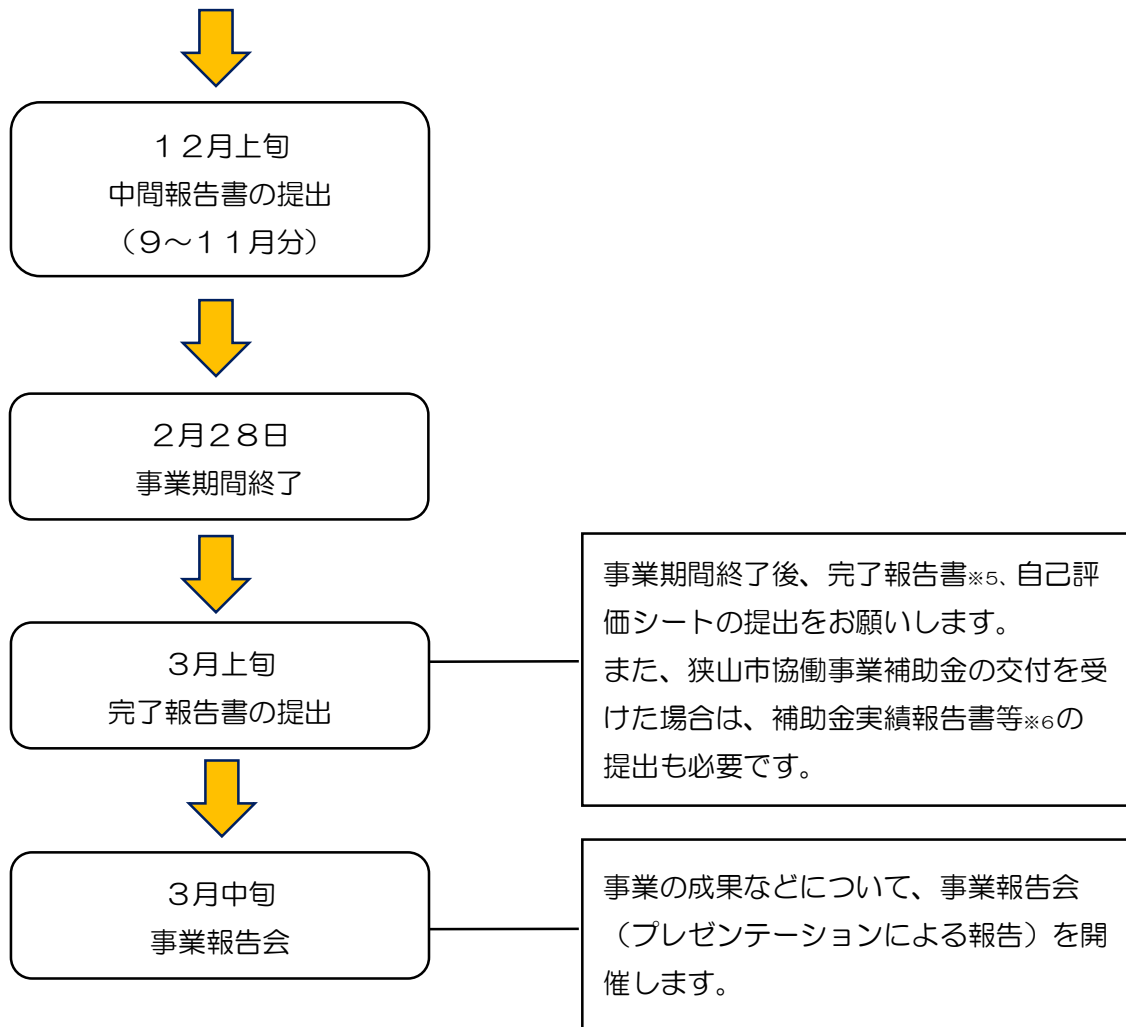 １２月上旬
中間報告書の提出
（９～１１月分）
２月２８日
事業期間終了
３月上旬
完了報告書の提出
事業期間終了後、完了報告書※5、自己評
価シートの提出をお願いします。
また、狭山市協働事業補助金の交付を受
けた場合は、補助金実績報告書等※6の
提出も必要です。
３月中旬
事業報告会
事業の成果などについて、事業報告会
（プレゼンテーションによる報告）を開
催します。